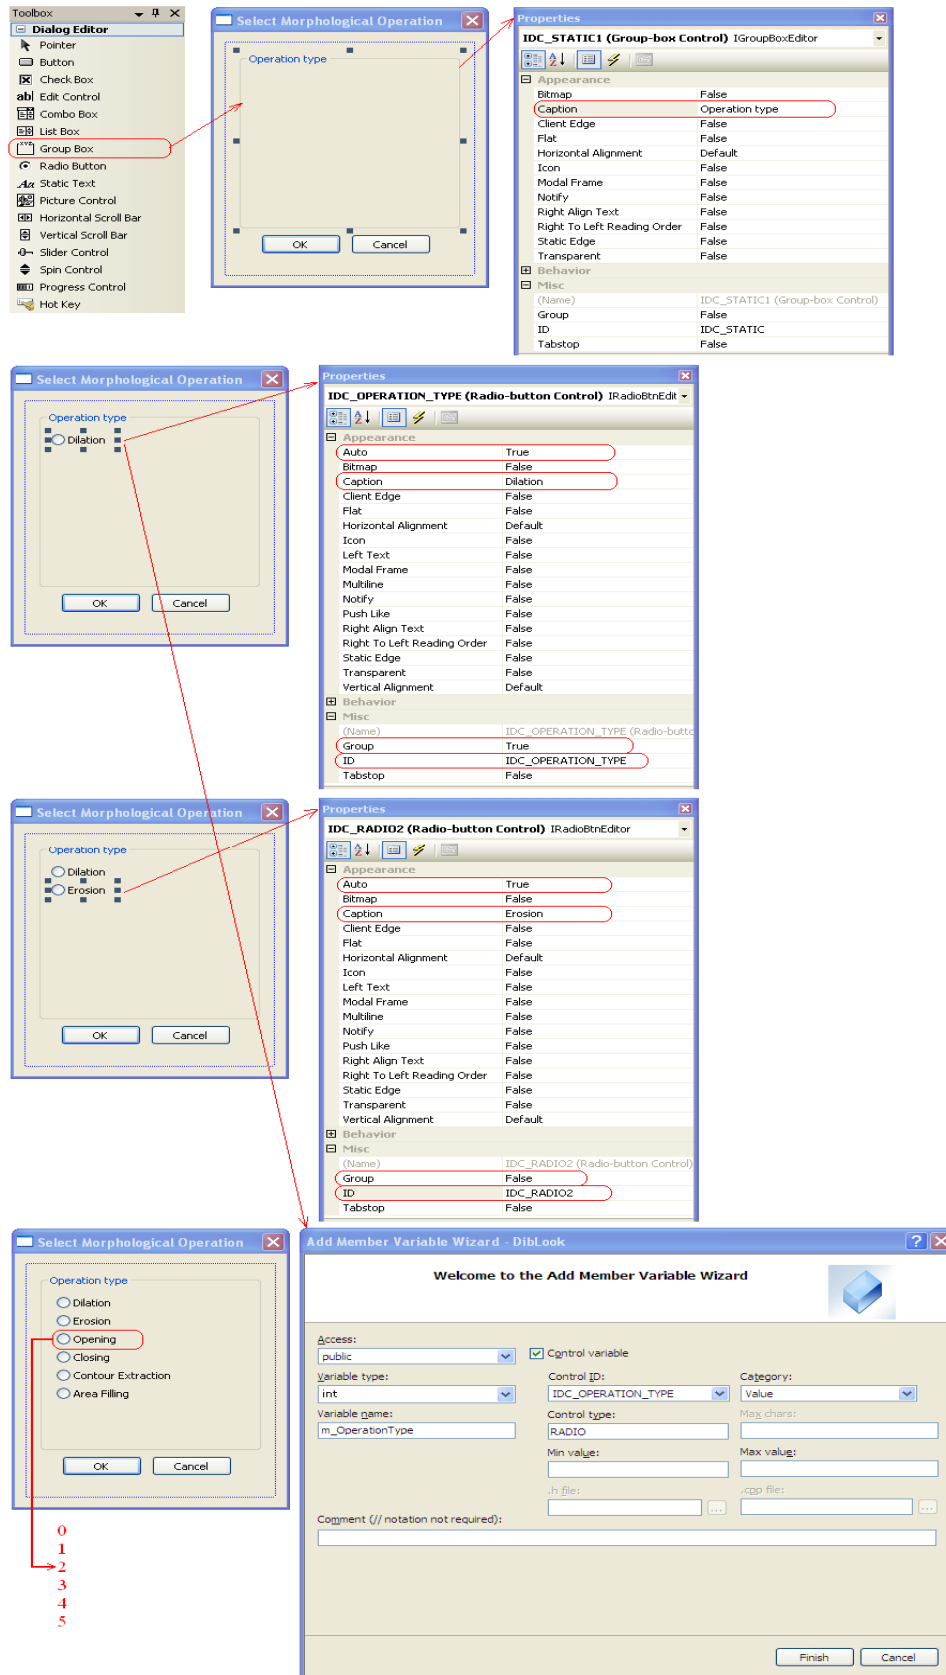 Toolbox
Dialog Editor
Pointer
Button
Check Box
ab| Edit Control
Combo Box
List Box
Group Box
Radio Button
Aa Static Text
Picture Control
Horizontal Scroll Bar
Vertical Scroll Bar
Slider Control
Spin Control
Progress Control
Hot Key
Select Morphological Operation
Operation type
OK Cancel
Properties
IDC_STATIC1 (Group-box Control) IGroupBoxEditor
Appearance
Bitmap False
Caption Operation type
Client Edge False
Flat False
Horizontal Alignment Default
Icon False
Modal Frame False
Notify False
Right Align Text False
Right To Left Reading Order False
Static Edge False
Transparent False
Behavior
Misc
(Name) IDC_STATIC1 (Group-box Control)
Group False
ID IDC_STATIC
Tabstop False
Select Morphological Operation
Operation type
Dilation
OK Cancel
Properties
IDC_OPERATION_TYPE (Radio-button Control) IRadioBtnEdit
Appearance
Auto True
Bitmap False
Caption Dilation
Client Edge False
Flat False
Horizontal Alignment Default
Icon False
Left Text False
Modal Frame False
Multiline False
Notify False
Push Like False
Right Align Text False
Right To Left Reading Order False
Static Edge False
Transparent False
Vertical Alignment Default
Behavior
Misc
(Name) IDC_OPERATION_TYPE (Radio-butto
Group True
ID IDC_OPERATION_TYPE
Tabstop False
Select Morphological Operation
Operation type
Dilation
Erosion
OK Cancel
Properties
IDC_RADIO2 (Radio-button Control) IRadioBtnEditor
Appearance
Auto True
Bitmap False
Caption Erosion
Client Edge False
Flat False
Horizontal Alignment Default
Icon False
Left Text False
Modal Frame False
Multiline False
Notify False
Push Like False
Right Align Text False
Right To Left Reading Order False
Static Edge False
Transparent False
Vertical Alignment Default
Behavior
Misc
(Name) IDC_RADIO2 (Radio-button Control)
Group False
ID IDC_RADIO2
Tabstop False
Select Morphological Operation
Operation type
Dilation
Erosion
Opening
Closing
Contour Extraction
Area Filling
OK Cancel
0
1
2
3
4
5
Add Member Variable Wizard - DibLook
Welcome to the Add Member Variable Wizard
Access:
public Control variable
Variable type: Control ID: Category:
int IDC_OPERATION_TYPE Value
Variable name: Control type: Max chars:
m_OperationType RADIO
Min value: Max value:
.h file: .cpp file:
... ...
Comment (// notation not required):
Finish Cancel